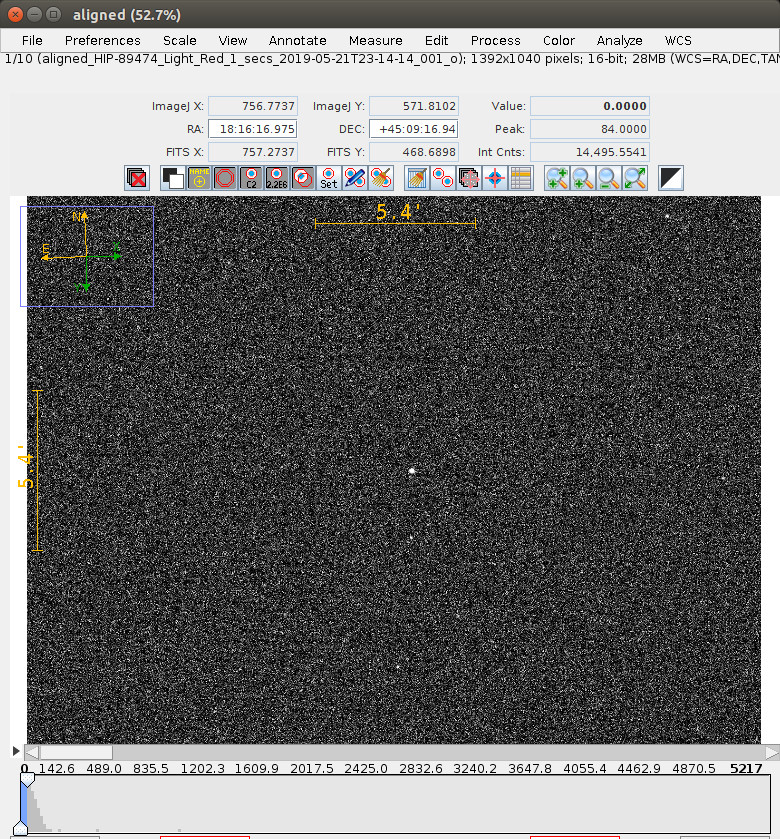 aligned (52.7%)
File Preferences Scale View Annotate Measure Edit Process Color Analyze WCS
1/10 (aligned_HIP-89474_Light_Red_1_secs_2019-05-21T23-14-14_001_o); 1392x1040 pixels; 16-bit; 28MB (WCS=RA,DEC,TAN
ImageJ X: 756.7737 ImageJ Y: 571.8102 Value: 0.0000
RA: 18:16:16.975 DEC: +45:09:16.94 Peak: 84.0000
FITS X: 757.2737 FITS Y: 468.6898 Int Cnts: 14,495.5541
NAME C2 2.2E6 Set
5.4'
N
E X
Y
5.4'
0 142.6 489.0 835.5 1202.3 1609.9 2017.5 2425.0 2832.6 3240.2 3647.8 4055.4 4462.9 4870.5 5217